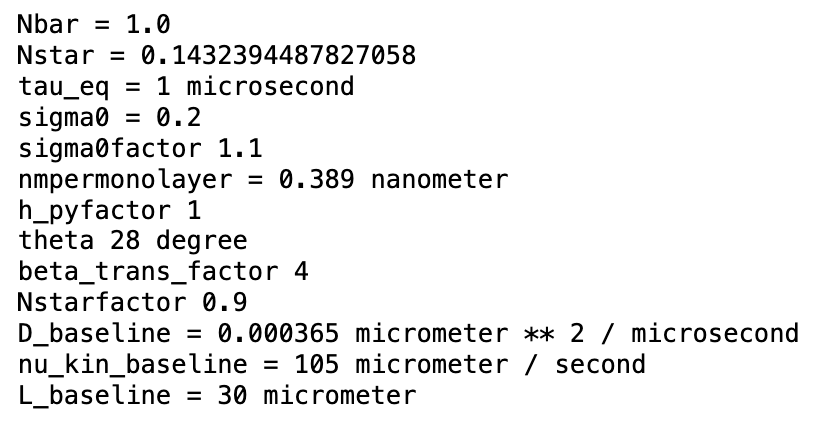 Nbar = 1.0
Nstar = 0.1432394487827058
tau_eq = 1 microsecond
sigma0 = 0.2
sigma0factor 1.1
nmpermonolayer = 0.389 nanometer
h_pyfactor 1
theta 28 degree
beta_trans_factor 4
Nstarfactor 0.9
D_baseline = 0.000365 micrometer ** 2 / microsecond
nu_kin_baseline = 105 micrometer / second
L_baseline = 30 micrometer